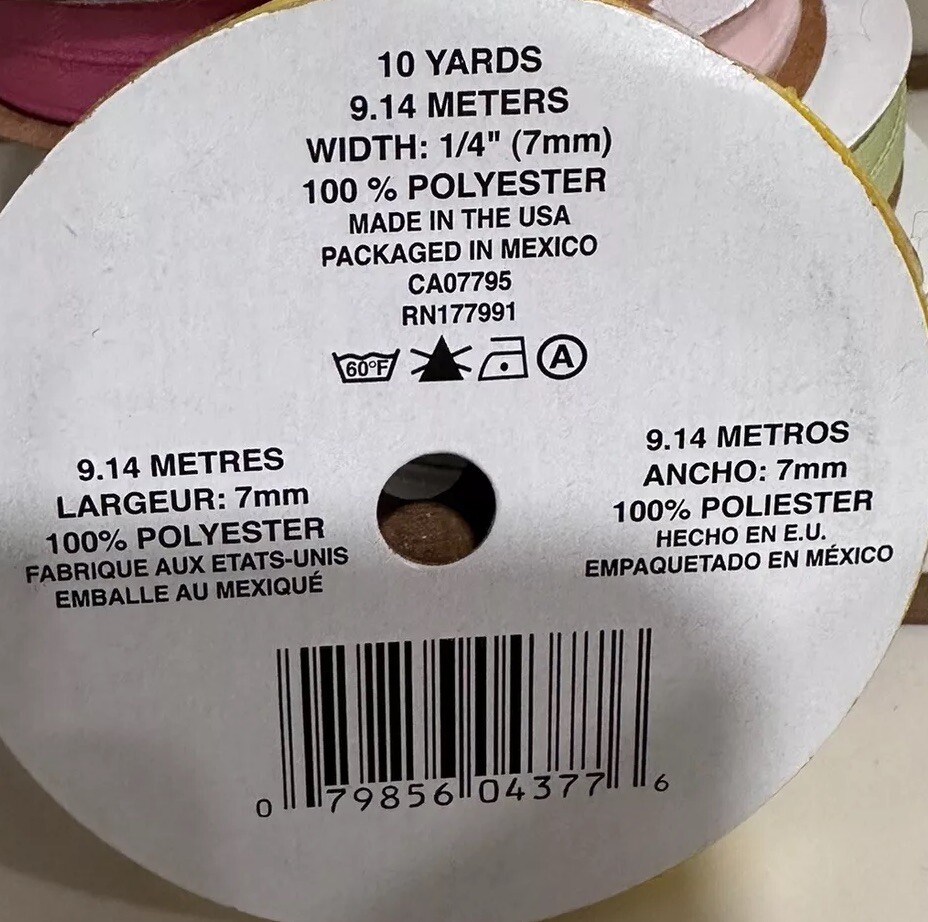 10 YARDS
9.14 METERS
WIDTH: 1/4" (7mm)
100 % POLYESTER
MADE IN THE USA
PACKAGED IN MEXICO
CA07795
RN177991
60°F A
9.14 METRES
LARGEUR: 7mm
100% POLYESTER
FABRIQUE AUX ETATS-UNIS
EMBALLE AU MEXIQUÉ
9.14 METROS
ANCHO: 7mm
100% POLIESTER
HECHO EN E.U.
EMPAQUETADO EN MÉXICO
0 79856 04377 6